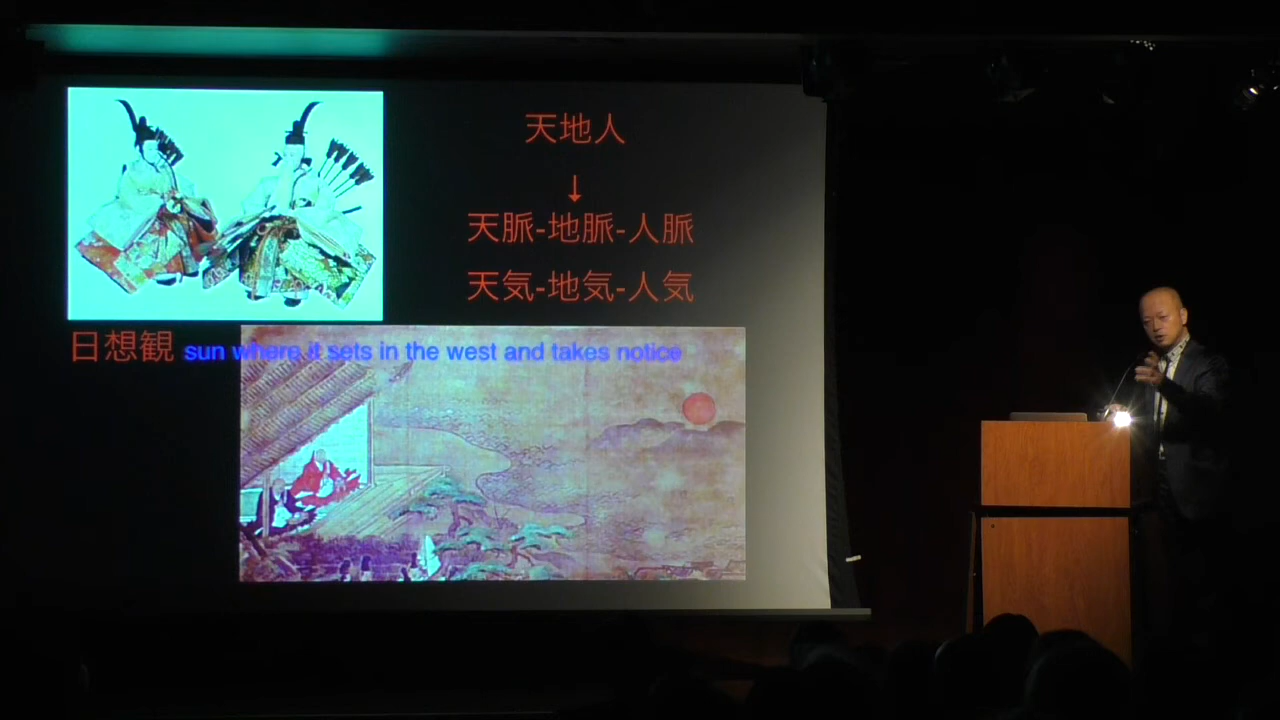 天地人
↓
天脈-地脈-人脈
天気-地気-人気
日想観 sun where it sets in the west and takes notice